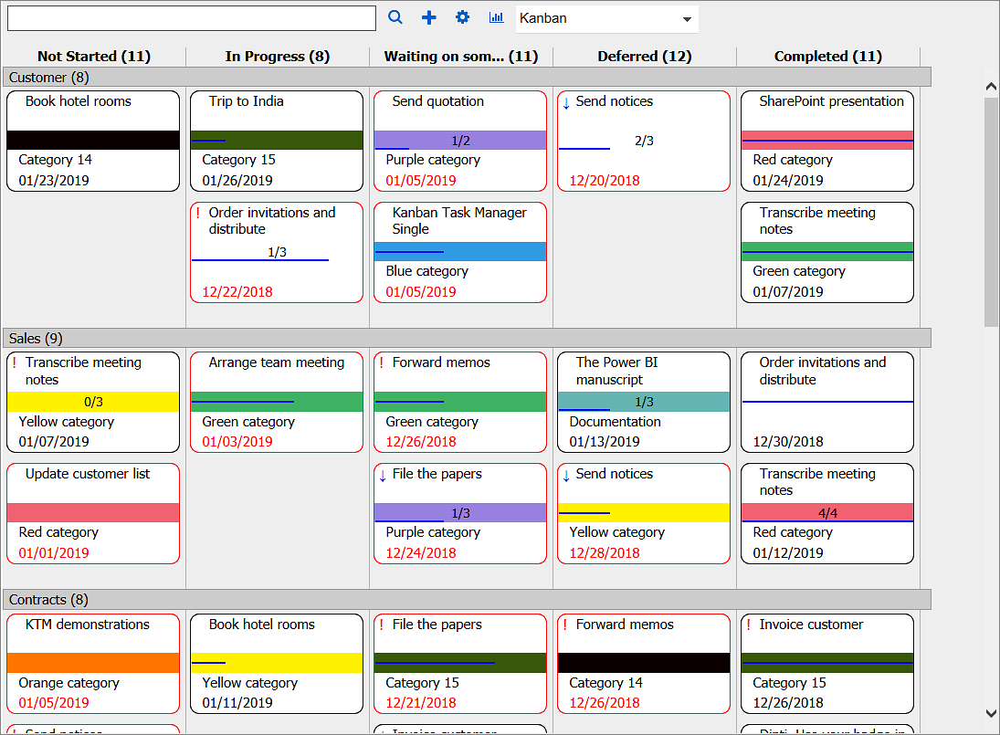 Kanban
Not Started (11)
In Progress (8)
Waiting on som... (11)
Deferred (12)
Completed (11)
Customer (8)
Book hotel rooms
Category 14
01/23/2019
Trip to India
Category 15
01/26/2019
Send quotation
1/2
Purple category
01/05/2019
↓ Send notices
2/3
12/20/2018
SharePoint presentation
Red category
01/24/2019
! Order invitations and
distribute
1/3
12/22/2018
Kanban Task Manager
Single
Blue category
01/05/2019
Transcribe meeting
notes
Green category
01/07/2019
Sales (9)
! Transcribe meeting
notes
0/3
Yellow category
01/07/2019
Arrange team meeting
Green category
01/03/2019
! Forward memos
Green category
12/26/2018
The Power BI
manuscript
1/3
Documentation
01/13/2019
Order invitations and
distribute
12/30/2018
Update customer list
Red category
01/01/2019
↓ File the papers
1/3
Purple category
12/24/2018
↓ Send notices
Yellow category
12/28/2018
Transcribe meeting
notes
4/4
Red category
01/12/2019
Contracts (8)
KTM demonstrations
Orange category
01/05/2019
Book hotel rooms
Yellow category
01/11/2019
! File the papers
Category 15
12/21/2018
! Forward memos
Category 14
12/26/2018
! Invoice customer
Category 15
12/26/2018
! Send notices
Invoice customer